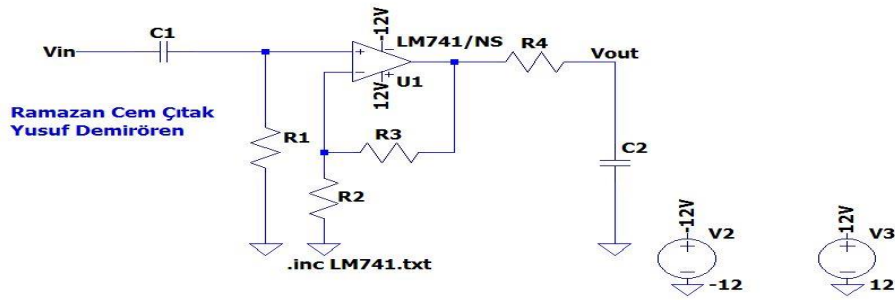 C1
Vin
-12V
LM741/NS
R4
Vout
U1
12V
Ramazan Cem Çıtak
Yusuf Demirören
R1
R3
C2
R2
.inc LM741.txt
-12V
V2
-12
12V
V3
12